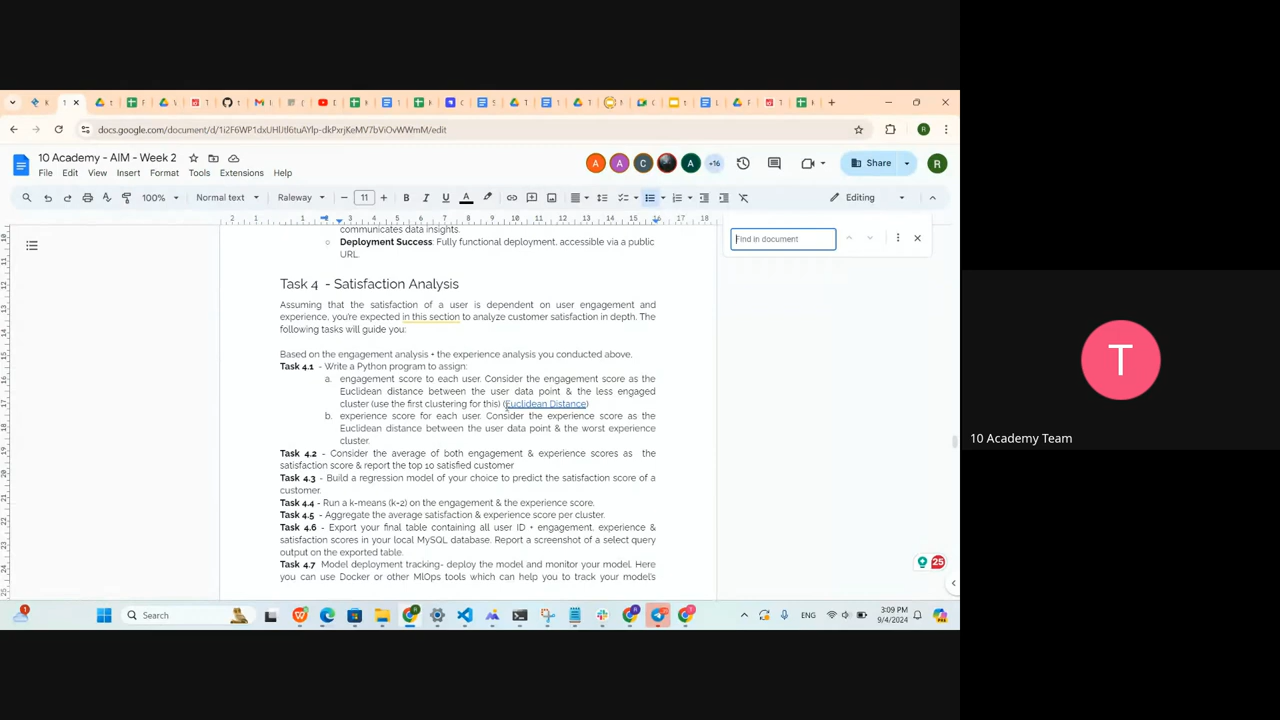 docs.google.com/document/d/1i2F6WP1dxUHlJtl6tuAYlp-dkPxrjKeMV7bViOvWWmM/edit
10 Academy - AIM - Week 2
A A C A +16
Share
R
File Edit View Insert Format Tools Extensions Help
100% Normal text Raleway 11 Editing
communicates data insights.
Deployment Success: Fully functional deployment, accessible via a public
URL.
Find in document
Task 4 - Satisfaction Analysis
Assuming that the satisfaction of a user is dependent on user engagement and
experience, you're expected in this section to analyze customer satisfaction in depth. The
following tasks will guide you:
Based on the engagement analysis + the experience analysis you conducted above.
Task 4.1 - Write a Python program to assign:
a. engagement score to each user. Consider the engagement score as the
Euclidean distance between the user data point & the less engaged
cluster (use the first clustering for this) (Euclidean Distance)
b. experience score for each user. Consider the experience score as the
Euclidean distance between the user data point & the worst experience
cluster.
Task 4.2 - Consider the average of both engagement & experience scores as the
satisfaction score & report the top 10 satisfied customer
Task 4.3 - Build a regression model of your choice to predict the satisfaction score of a
customer.
Task 4.4 - Run a k-means (k=2) on the engagement & the experience score.
Task 4.5 - Aggregate the average satisfaction & experience score per cluster.
Task 4.6 - Export your final table containing all user ID + engagement, experience &
satisfaction scores in your local MySQL database. Report a screenshot of a select query
output on the exported table.
Task 4.7 Model deployment tracking- deploy the model and monitor your model. Here
you can use Docker or other MlOps tools which can help you to track your model's
25
T
10 Academy Team
Search
ENG
3:09 PM
9/4/2024